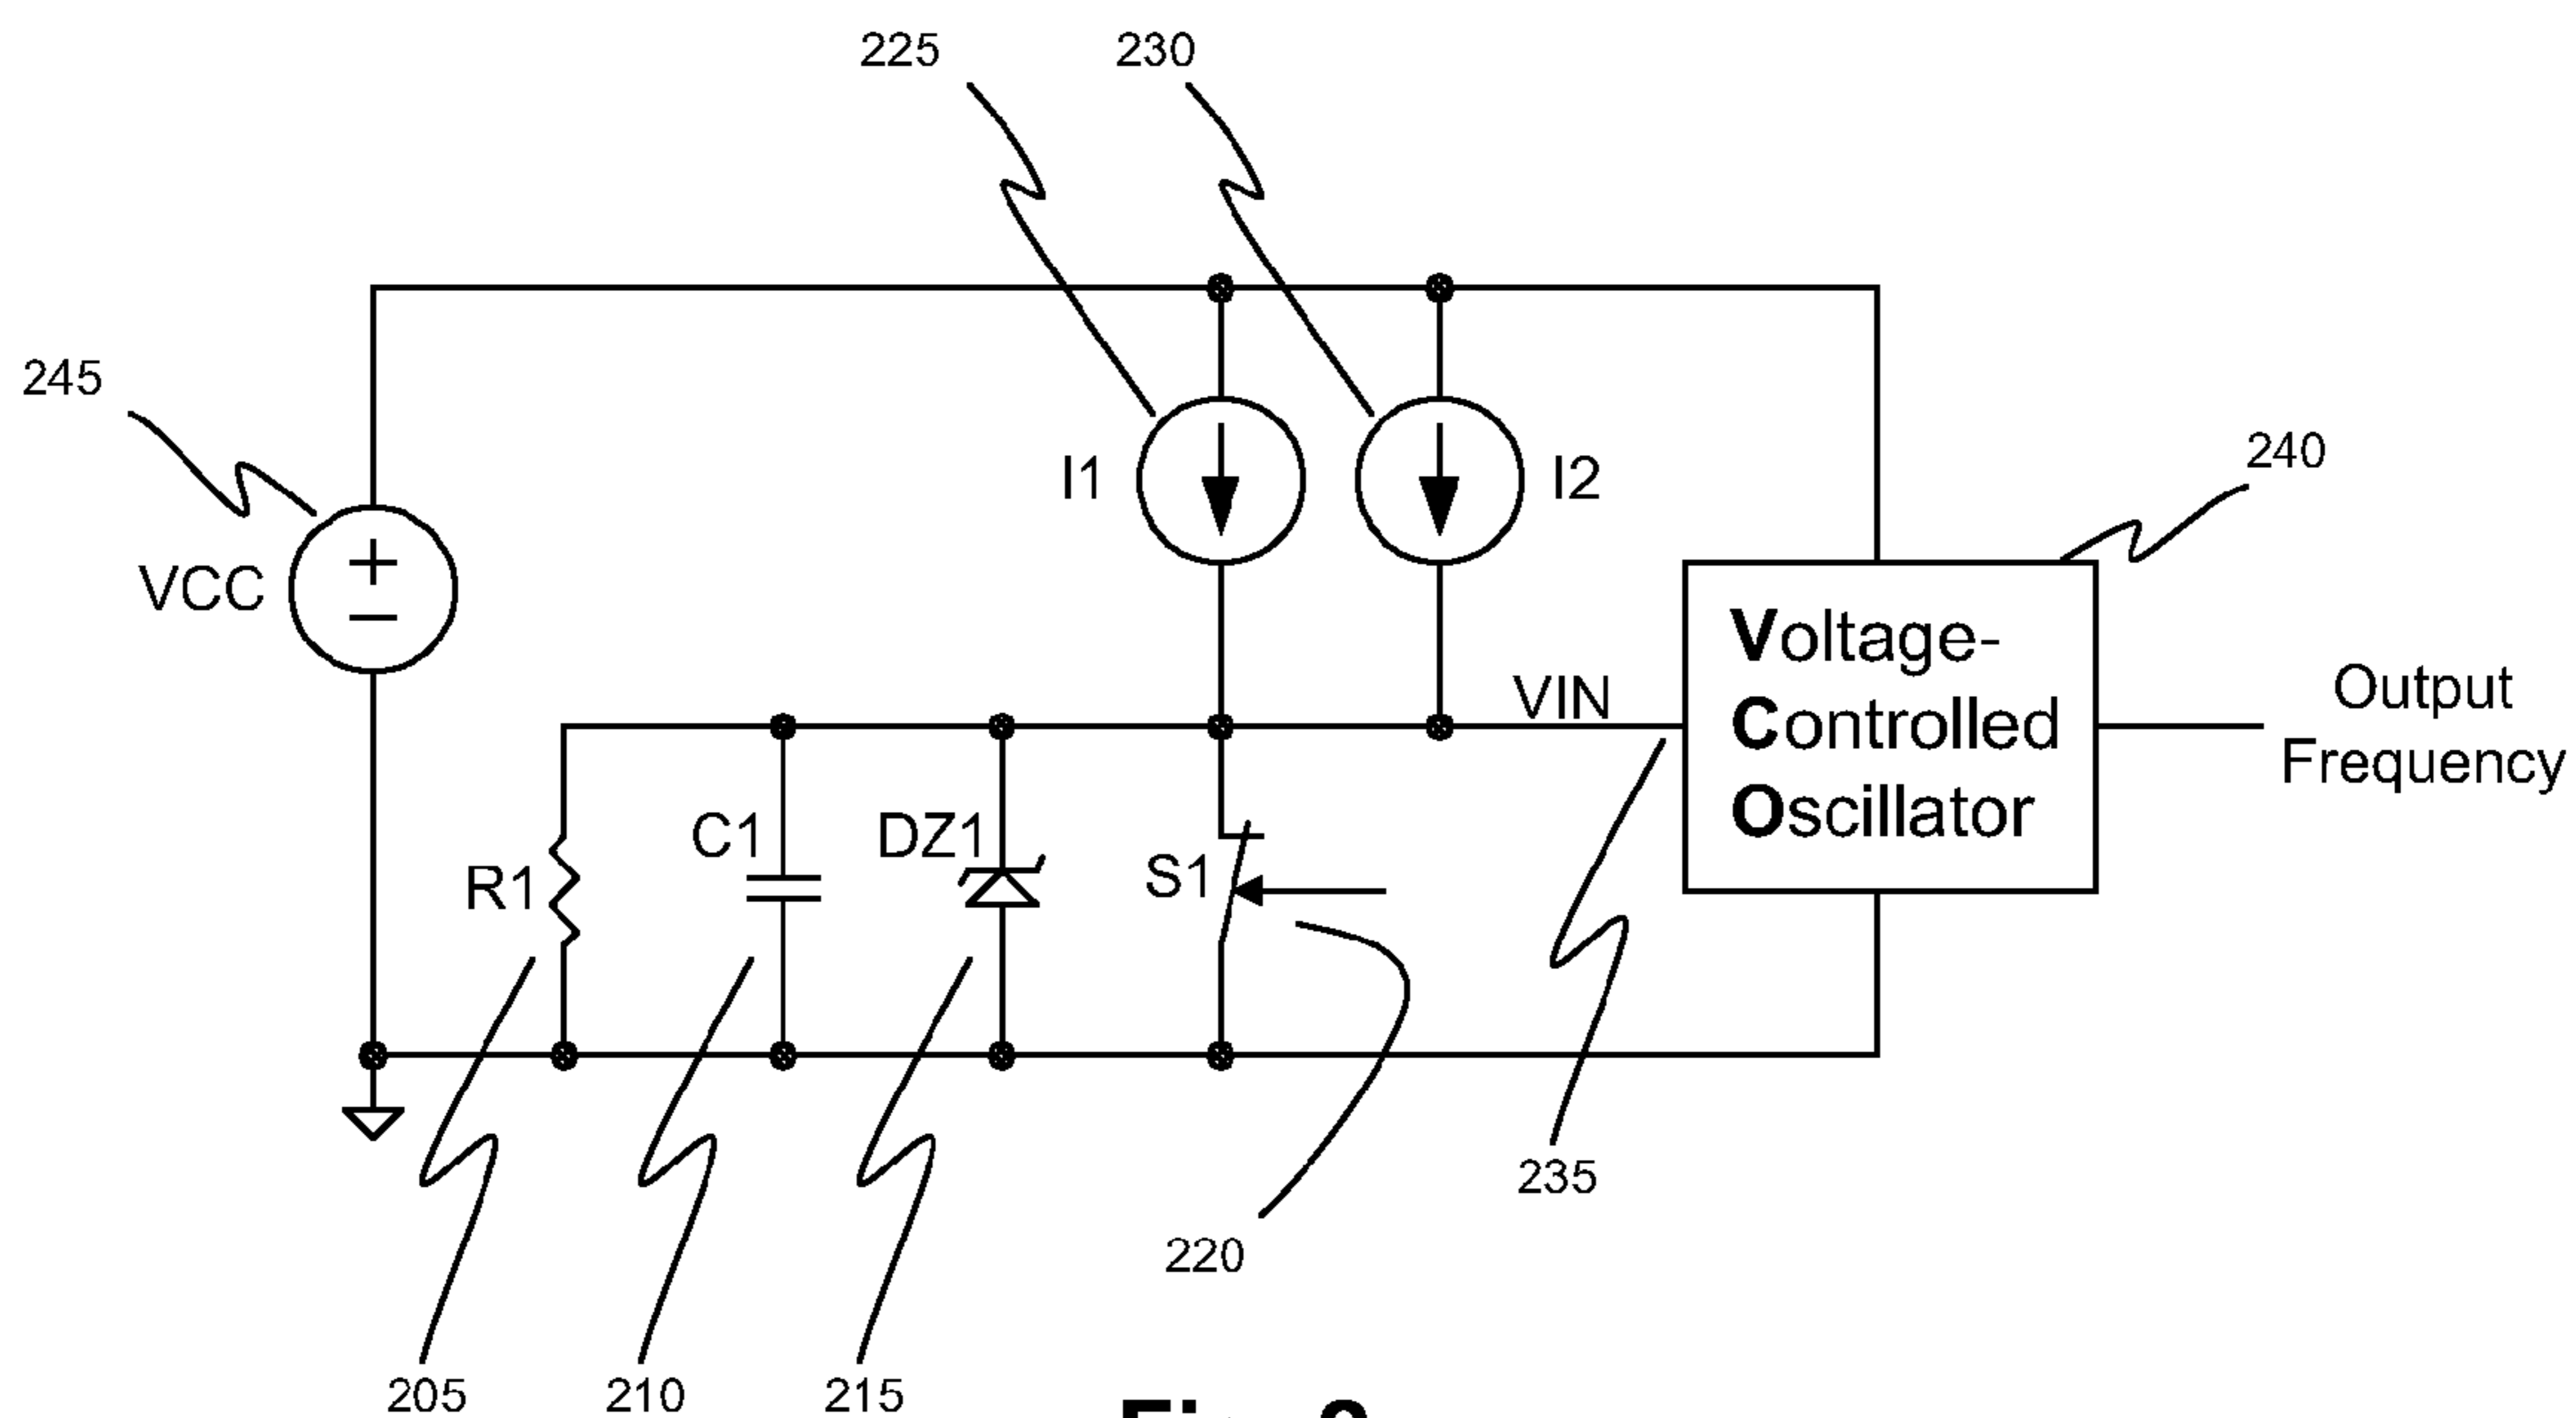 225
230
245
I1
I2
240
VCC
+
−
Voltage-
Controlled
Oscillator
VIN
Output
Frequency
R1
C1
DZ1
S1
235
220
205
210
215